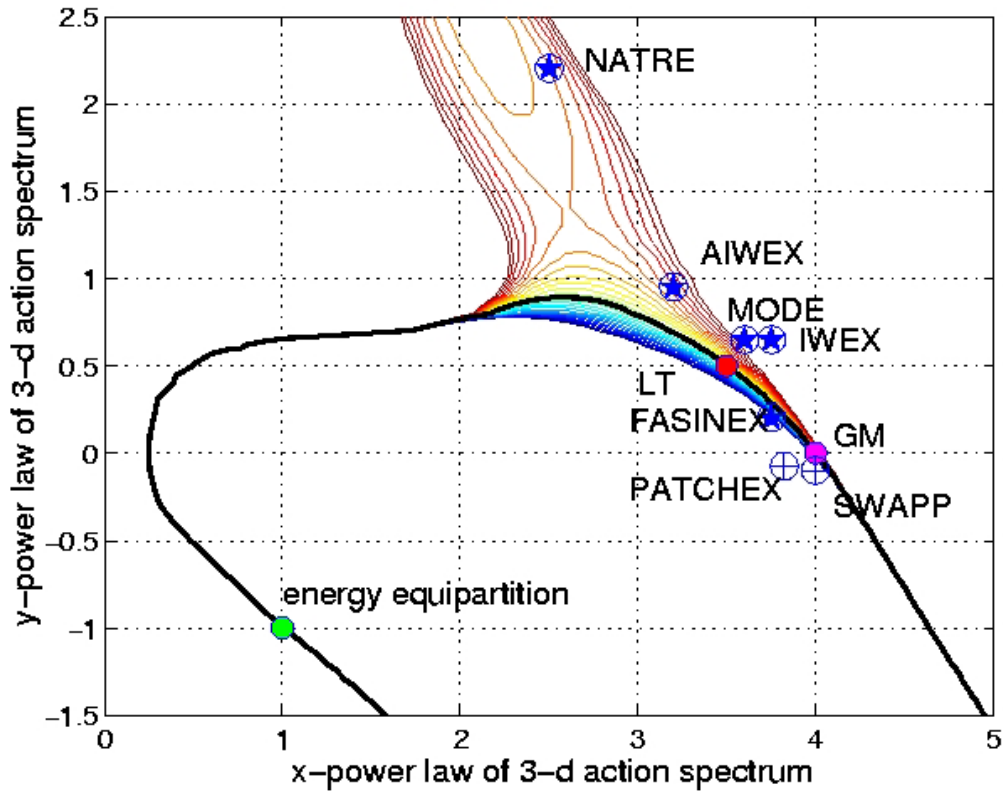 2.5
NATRE
2
1.5
AIWEX
1
MODE
IWEX
0.5
LT
FASINEX
GM
0
PATCHEX
SWAPP
−0.5
energy equipartition
−1
−1.5
0
1
2
3
4
5
x−power law of 3−d action spectrum
y−power law of 3−d action spectrum